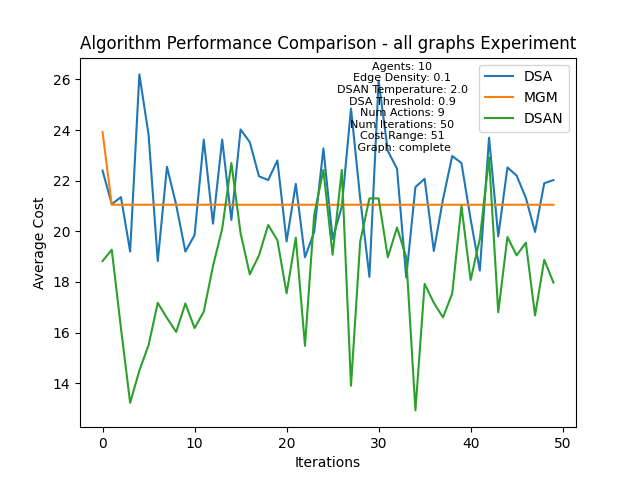 Algorithm Performance Comparison - all graphs Experiment
Agents: 10
Edge Density: 0.1
DSAN Temperature: 2.0
DSA Threshold: 0.9
Num Actions: 9
Num Iterations: 50
Cost Range: 51
Graph: complete
DSA
MGM
DSAN
Average Cost
26
24
22
20
18
16
14
0
10
20
30
40
50
Iterations